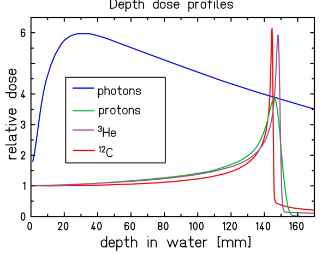 Depth dose profiles
relative dose
6
5
4
3
2
1
0
photons
protons
³He
¹²C
0 20 40 60 80 100 120 140 160
depth in water [mm]